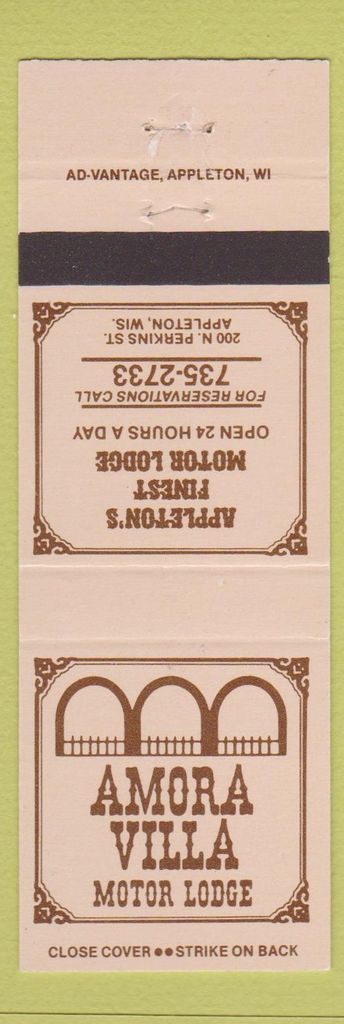 AD-VANTAGE, APPLETON, WI
APPLETON'S
FINEST
MOTOR LODGE
OPEN 24 HOURS A DAY
FOR RESERVATIONS CALL
735-2733
200 N. PERKINS ST.
APPLETON, WIS.
AMORA
VILLA
MOTOR LODGE
CLOSE COVER ●● STRIKE ON BACK